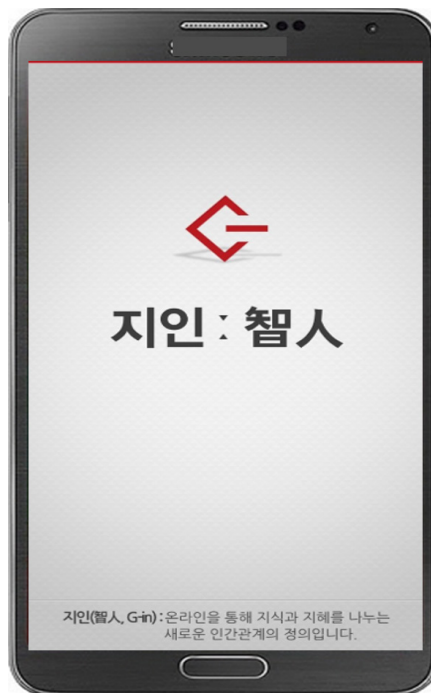 지인 : 智人
지인(智人, G-in) : 온라인을 통해 지식과 지혜를 나누는
새로운 인간관계의 정의입니다.